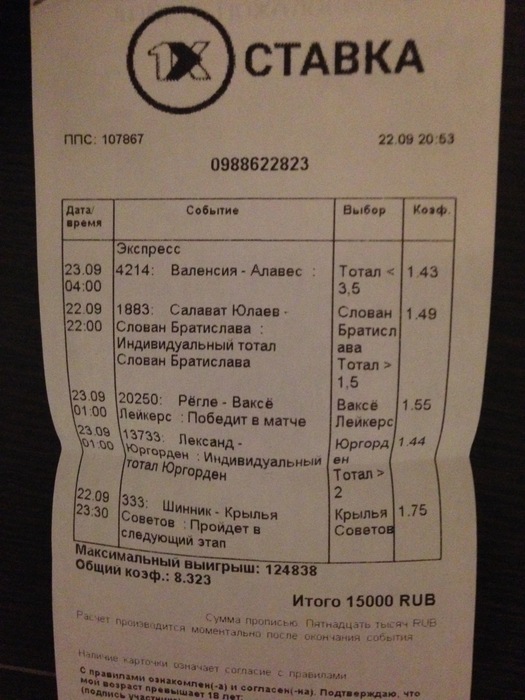 1X СТАВКА
ППС: 107867 22.09 20:53
0988622823
Дата/ Событие Выбор Коэф.
время
Экспресс
23.09 4214: Валенсия - Алавес : Тотал < 1.43
04:00 3,5
22.09 1883: Салават Юлаев - Слован 1.49
22:00 Слован Братислава : Братисл
Индивидуальный тотал ава
Слован Братислава Тотал >
1,5
23.09 20250: Рёгле - Ваксё Ваксё 1.55
01:00 Лейкерс : Победит в матче Лейкерс
23.09 13733: Лександ - Юргорд 1.44
01:00 Юргорден : Индивидуальный ен
тотал Юргорден Тотал >
2
22.09 333: Шинник - Крылья Крылья 1.75
23:30 Советов : Пройдет в Советов
следующий этап
Максимальный выигрыш: 124838
Общий коэф.: 8.323
Итого 15000 RUB
Сумма прописью. Пятнадцать тысяч RUB
Расчет производится моментально после окончания события
Наличие карточки означает согласие с правилами
С правилами ознакомлен(-а) и согласен(-на). Подтверждаю, что
мой возраст превышает 18 лет:
(подпись участника)